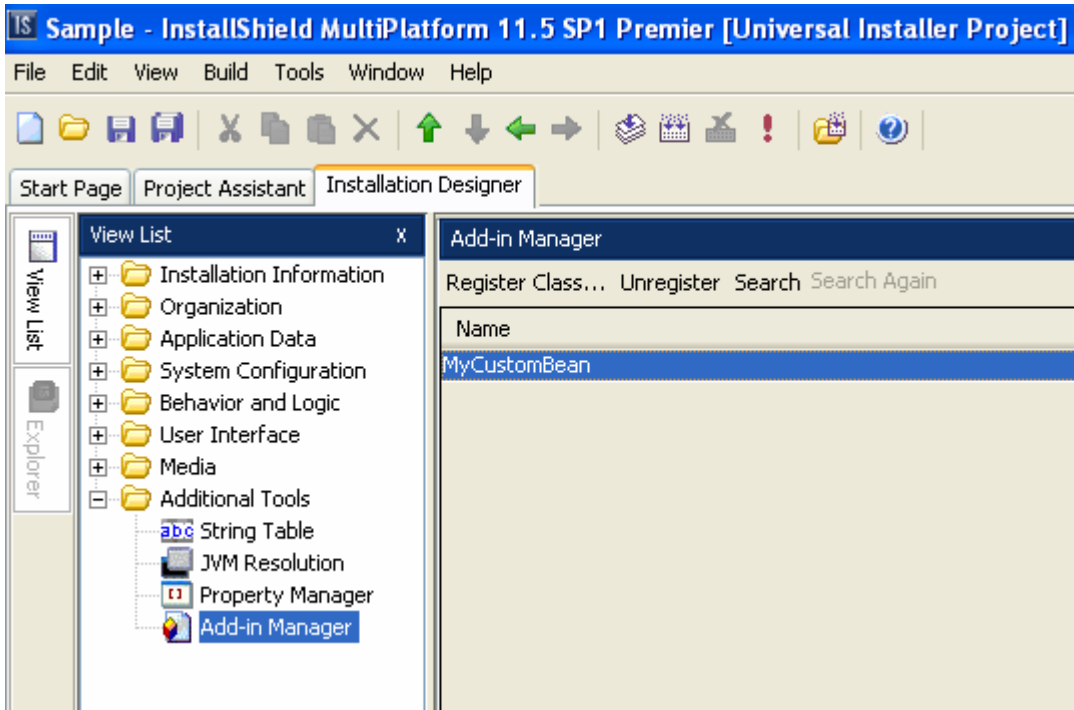 IS Sample - InstallShield MultiPlatform 11.5 SP1 Premier [Universal Installer Project]
File Edit View Build Tools Window Help
Start Page Project Assistant Installation Designer
View List X
Add-in Manager
View List
Explorer
Installation Information
Organization
Application Data
System Configuration
Behavior and Logic
User Interface
Media
Additional Tools
abc String Table
JVM Resolution
Property Manager
Add-in Manager
Register Class... Unregister Search Search Again
Name
MyCustomBean